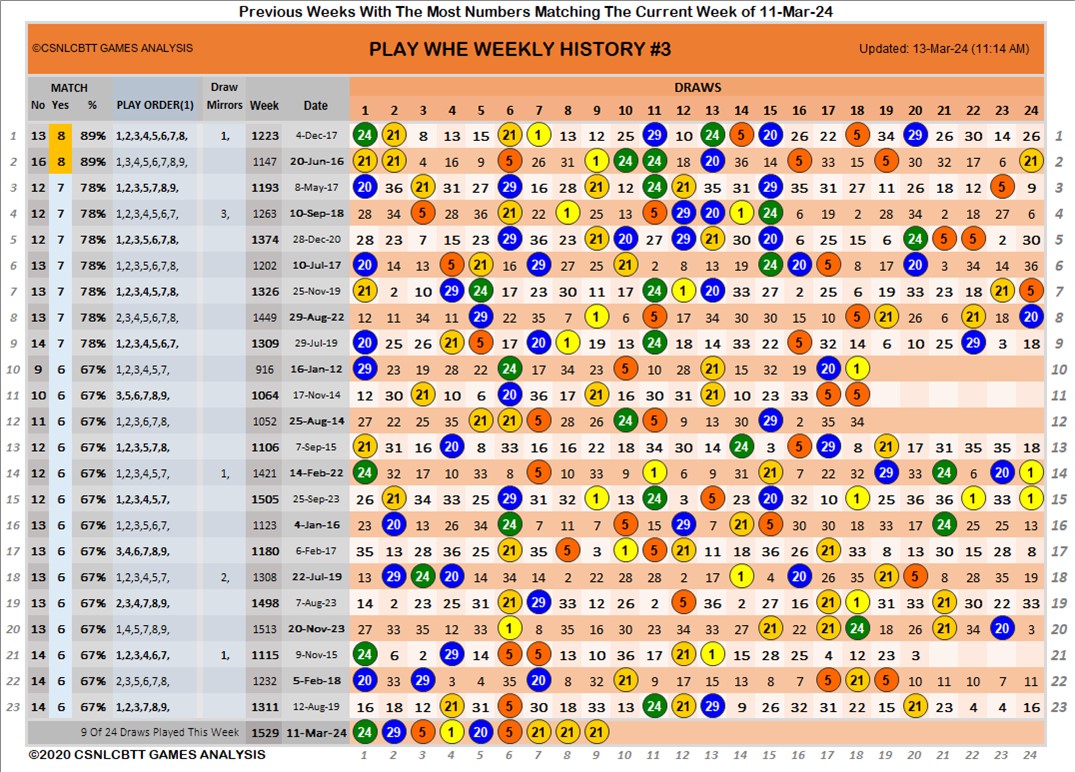 Previous Weeks With The Most Numbers Matching The Current Week of 11-Mar-24
©CSNLCBTT GAMES ANALYSIS PLAY WHE WEEKLY HISTORY #3 Updated: 13-Mar-24 (11:14 AM)
MATCH Draw DRAWS
No Yes % PLAY ORDER(1) Mirrors Week Date 1 2 3 4 5 6 7 8 9 10 11 12 13 14 15 16 17 18 19 20 21 22 23 24
1 13 8 89% 1,2,3,4,5,6,7,8, 1, 1223 4-Dec-17 24 21 8 13 15 21 1 13 12 25 29 10 24 5 20 26 22 5 34 29 26 30 14 26 1
2 16 8 89% 1,3,4,5,6,7,8,9, 1147 20-Jun-16 21 21 4 16 9 5 26 31 1 24 24 18 20 35 22 5 33 15 5 30 32 17 6 21 2
3 12 7 78% 1,2,3,5,7,8,9, 1193 8-May-17 20 36 21 31 27 29 16 28 21 12 24 21 35 31 29 35 31 27 11 26 18 12 5 9 3
4 12 7 78% 1,2,3,4,5,6,7, 3, 1263 10-Sep-18 28 34 5 28 36 21 22 1 25 13 5 29 20 1 24 6 19 2 28 34 2 18 27 6 4
5 12 7 78% 1,2,3,5,6,7,8, 1374 28-Dec-20 28 23 7 15 23 29 36 23 21 20 27 29 21 30 20 6 25 15 6 24 5 5 2 30 5
6 13 7 78% 1,2,3,5,6,7,8, 1202 10-Jul-17 20 14 13 5 21 16 29 27 25 21 2 8 13 19 24 20 5 8 17 20 3 34 14 36 6
7 13 7 78% 1,2,3,4,5,7,8, 1326 25-Nov-19 21 2 10 29 24 17 23 30 11 17 24 1 20 33 27 2 25 6 19 33 23 18 21 5 7
8 13 7 78% 2,3,4,5,6,7,8, 1449 29-Aug-22 12 11 34 11 29 22 35 7 1 6 5 17 34 30 30 15 10 5 21 26 6 21 18 20 8
9 14 7 78% 1,2,3,4,5,6,7, 1309 29-Jul-19 20 25 26 21 5 17 20 1 19 13 24 18 14 33 22 5 32 14 6 10 25 29 3 18 9
10 9 6 67% 1,2,3,4,5,7, 916 16-Jan-12 29 23 19 28 22 24 17 34 23 5 10 28 21 15 32 19 20 1 10
11 10 6 67% 3,5,6,7,8,9, 1064 17-Nov-14 12 30 21 10 6 20 36 17 21 16 30 31 21 10 23 33 5 5 11
12 11 6 67% 1,2,3,6,7,8, 1052 25-Aug-14 27 22 25 35 21 21 5 28 26 24 5 9 13 30 29 2 35 34 12
13 12 6 67% 1,2,3,5,7,8, 1106 7-Sep-15 21 31 16 20 8 33 16 16 22 18 34 30 14 24 3 5 29 8 21 17 31 35 35 18 13
14 12 6 67% 1,2,3,4,5,7, 1, 1421 14-Feb-22 24 32 17 10 33 8 5 10 33 9 1 6 9 31 21 7 22 32 29 33 24 6 20 1 14
15 12 6 67% 1,2,3,4,5,7, 1505 25-Sep-23 26 21 34 33 25 29 31 32 1 13 24 3 5 23 20 32 10 1 25 36 36 1 33 1 15
16 13 6 67% 1,2,3,5,6,7, 1123 4-Jan-16 23 20 13 26 34 24 7 11 7 5 15 29 7 21 5 30 30 18 33 17 24 25 25 13 16
17 13 6 67% 3,4,6,7,8,9, 1180 6-Feb-17 35 13 28 36 25 21 35 5 3 1 5 21 11 18 36 26 21 33 8 13 30 15 28 8 17
18 13 6 67% 1,2,3,4,5,7, 2, 1308 22-Jul-19 13 29 24 20 14 34 14 2 22 28 28 2 17 1 4 20 26 35 21 5 8 28 35 19 18
19 13 6 67% 2,3,4,7,8,9, 1498 7-Aug-23 14 2 23 25 31 21 29 33 12 26 2 5 36 2 27 16 21 1 31 33 21 30 22 33 19
20 13 6 67% 1,4,5,7,8,9, 1513 20-Nov-23 27 33 35 12 33 1 8 35 16 30 23 34 33 27 21 22 21 24 18 26 21 34 20 3 20
21 14 6 67% 1,2,3,4,6,7, 1, 1115 9-Nov-15 24 6 2 29 14 5 5 13 10 36 17 21 1 15 28 25 4 12 23 3 21
22 14 6 67% 2,3,5,6,7,8, 1232 5-Feb-18 20 33 29 3 4 35 20 8 32 21 9 17 15 13 8 7 5 21 5 10 11 10 7 11 22
23 14 6 67% 1,2,3,7,8,9, 1311 12-Aug-19 16 18 12 21 31 5 30 18 33 13 24 21 29 9 26 32 31 22 15 21 23 4 4 16 23
9 Of 24 Draws Played This Week 1529 11-Mar-24 24 29 5 1 20 5 21 21 21 10 11 12 13 14 15 16 17 18 19 20 21 22 23 24
©2020 CSNLCBTT GAMES ANALYSIS 1 2 3 4 5 6 7 8 9 10 11 12 13 14 15 16 17 18 19 20 21 22 23 24